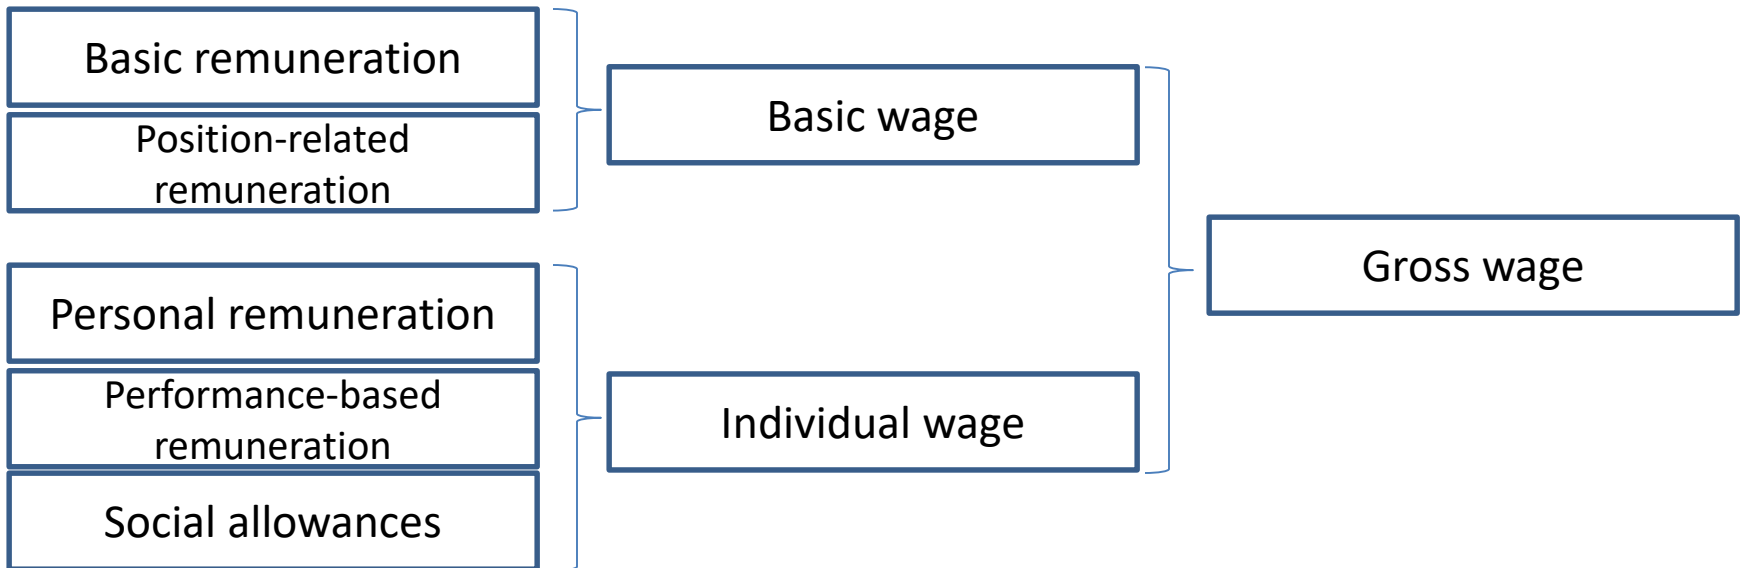 Basic remuneration
Position-related
remuneration
Basic wage
Personal remuneration
Performance-based
remuneration
Social allowances
Individual wage
Gross wage